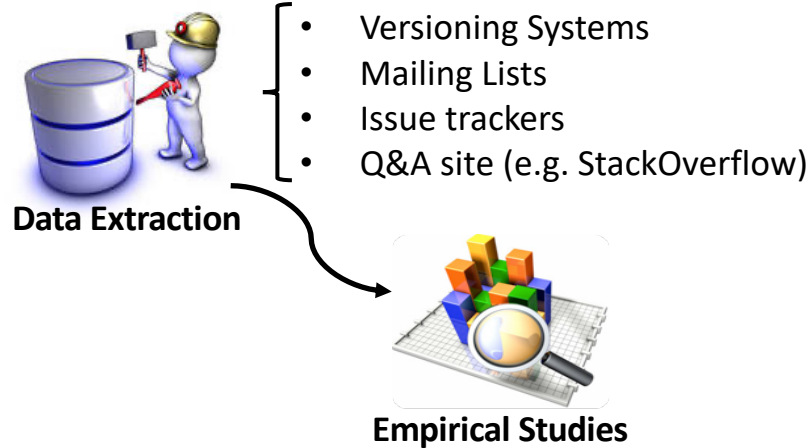 • Versioning Systems
• Mailing Lists
• Issue trackers
• Q&A site (e.g. StackOverflow)
Data Extraction
Empirical Studies